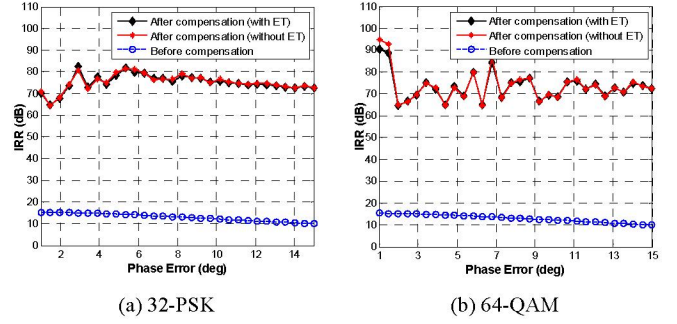 110
100
90
80
70
60
50
40
30
20
10
0
IRR (dB)
After compensation (with ET)
After compensation (without ET)
Before compensation
2 4 6 8 10 12 14
Phase Error (deg)
(a) 32-PSK
110
100
90
80
70
60
50
40
30
20
10
0
IRR (dB)
After compensation (with ET)
After compensation (without ET)
Before compensation
1 3 5 7 9 11 13 15
Phase Error (deg)
(b) 64-QAM